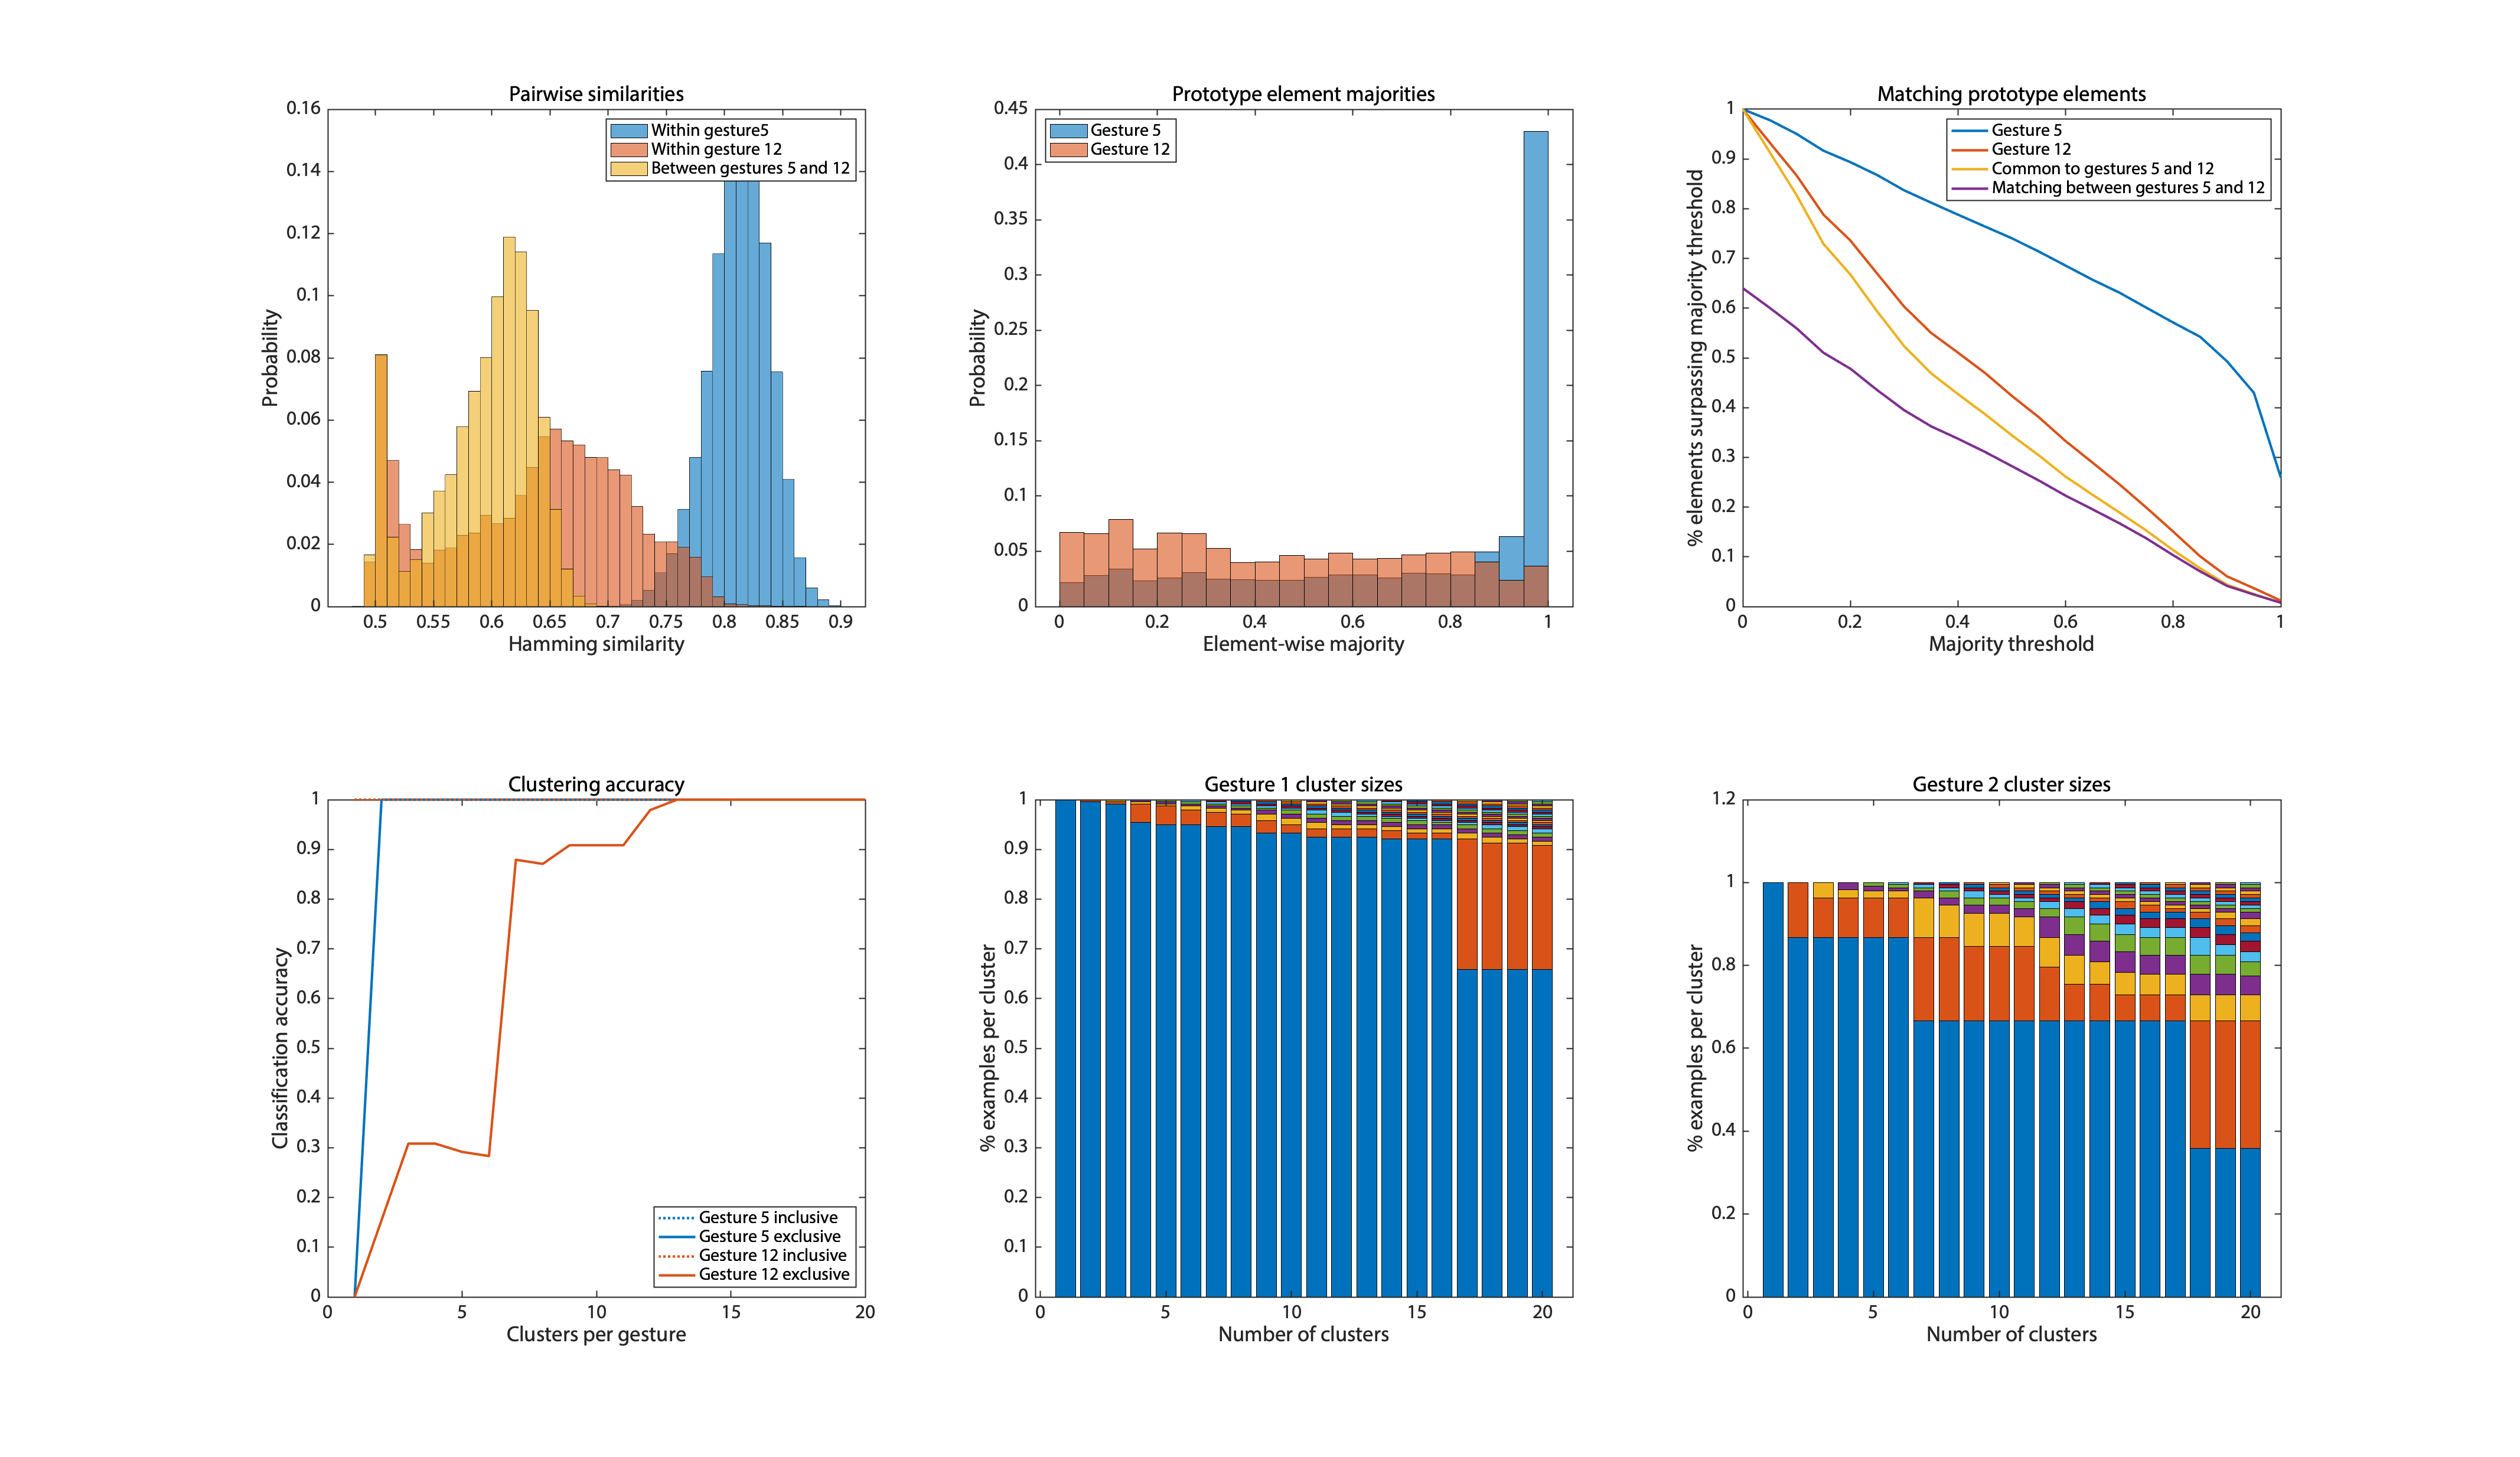 Pairwise similarities
0.16
0.14
0.12
0.1
0.08
0.06
0.04
0.02
0
Probability
Within gesture5
Within gesture 12
Between gestures 5 and 12
0.5 0.55 0.6 0.65 0.7 0.75 0.8 0.85 0.9
Hamming similarity
Prototype element majorities
0.45
0.4
0.35
0.3
0.25
0.2
0.15
0.1
0.05
0
Probability
Gesture 5
Gesture 12
0 0.2 0.4 0.6 0.8 1
Element-wise majority
Matching prototype elements
1
0.9
0.8
0.7
0.6
0.5
0.4
0.3
0.2
0.1
0
% elements surpassing majority threshold
Gesture 5
Gesture 12
Common to gestures 5 and 12
Matching between gestures 5 and 12
0 0.2 0.4 0.6 0.8 1
Majority threshold
Clustering accuracy
1
0.9
0.8
0.7
0.6
0.5
0.4
0.3
0.2
0.1
0
Classification accuracy
Gesture 5 inclusive
Gesture 5 exclusive
Gesture 12 inclusive
Gesture 12 exclusive
0 5 10 15 20
Clusters per gesture
Gesture 1 cluster sizes
1
0.9
0.8
0.7
0.6
0.5
0.4
0.3
0.2
0.1
0
% examples per cluster
0 5 10 15 20
Number of clusters
Gesture 2 cluster sizes
1.2
1
0.8
0.6
0.4
0.2
0
% examples per cluster
0 5 10 15 20
Number of clusters